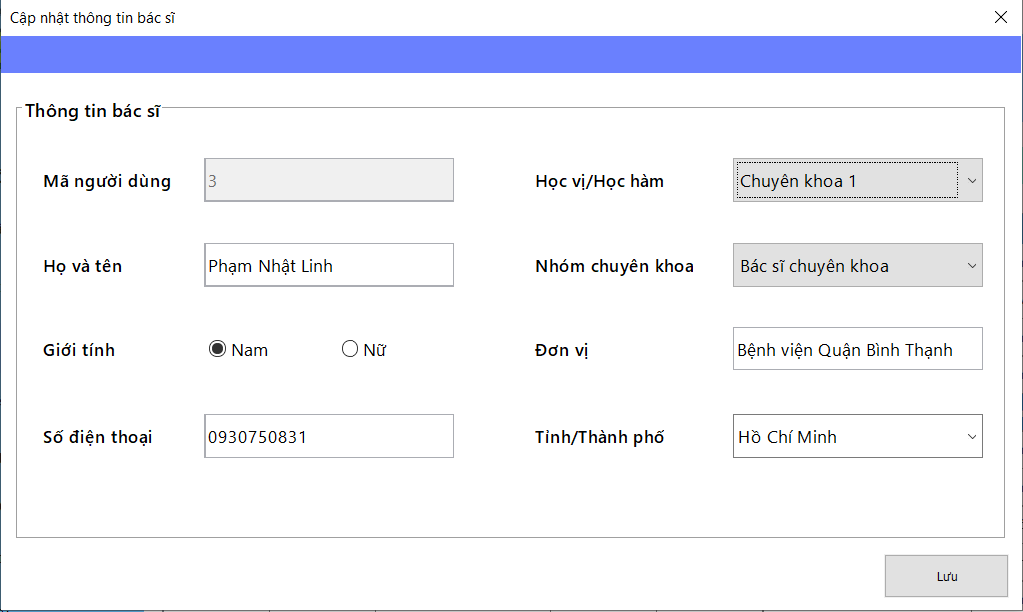 Cập nhật thông tin bác sĩ
Thông tin bác sĩ
Mã người dùng 3 Học vị/Học hàm Chuyên khoa 1
Họ và tên Phạm Nhật Linh Nhóm chuyên khoa Bác sĩ chuyên khoa
Giới tính Nam Nữ Đơn vị Bệnh viện Quận Bình Thạnh
Số điện thoại 0930750831 Tỉnh/Thành phố Hồ Chí Minh
Lưu